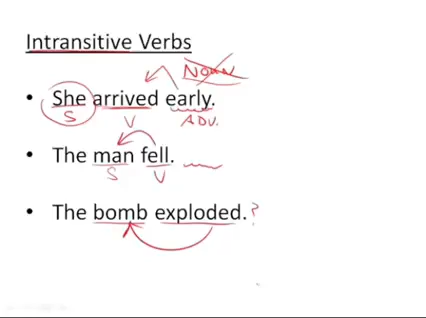 Intransitive Verbs
NOUN
• She arrived early.
S V ADV.
• The man fell.
S V
• The bomb exploded.?